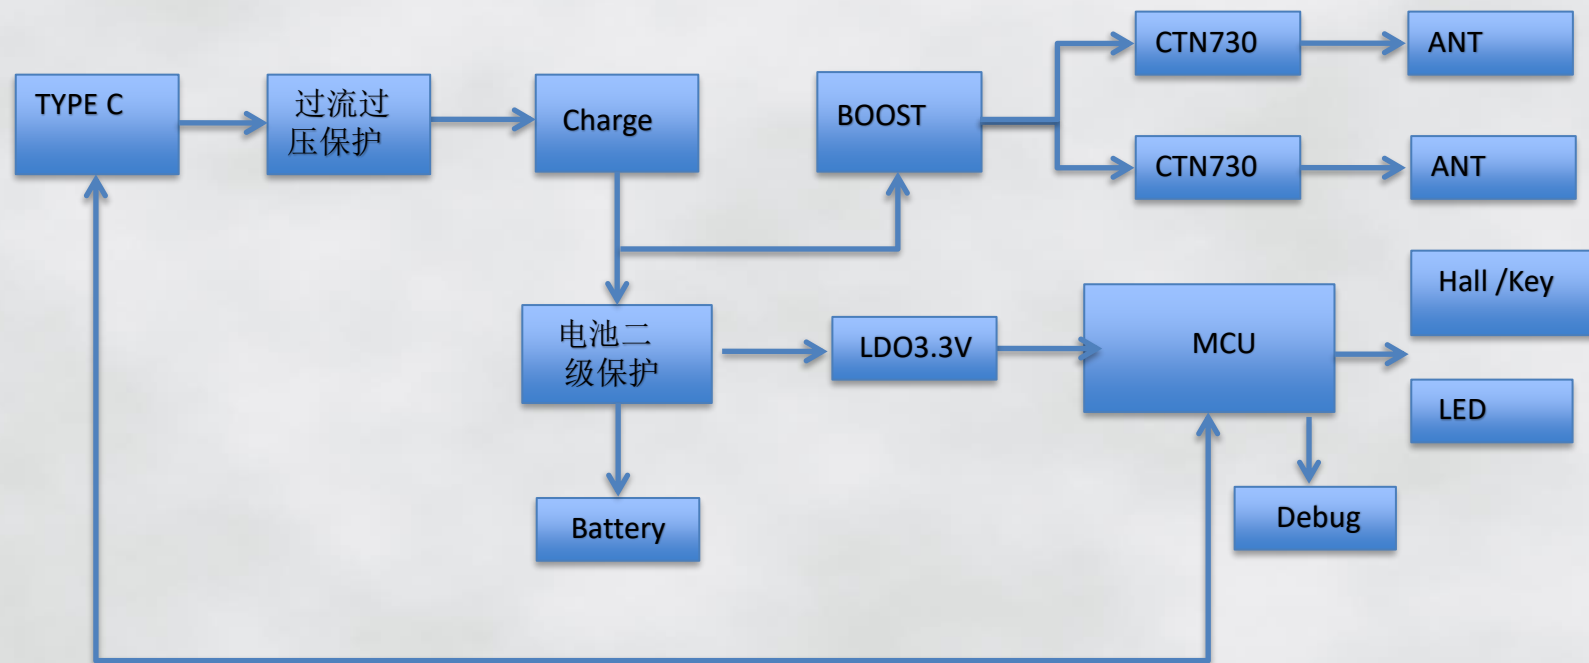 TYPE C
过流过
压保护
Charge
BOOST
CTN730
ANT
CTN730
ANT
Hall /Key
电池二
级保护
LDO3.3V
MCU
LED
Battery
Debug